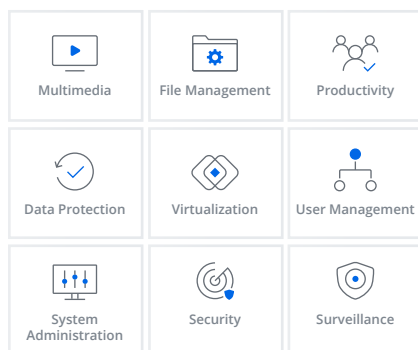 Multimedia
File Management
Productivity
Data Protection
Virtualization
User Management
System
Administration
Security
Surveillance